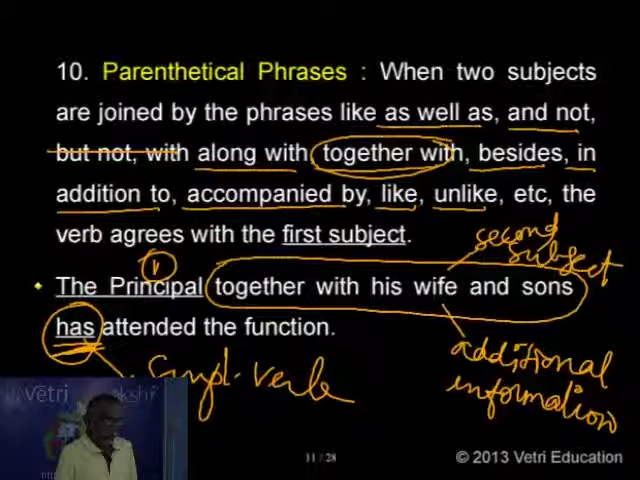 10. Parenthetical Phrases : When two subjects
are joined by the phrases like as well as, and not,
but not, with along with together with, besides, in
addition to, accompanied by, like, unlike, etc, the
verb agrees with the first subject.
second
subject
1
The Principal together with his wife and sons
has attended the function.
additional
information
verb
Vetri
11 / 28
© 2013 Vetri Education